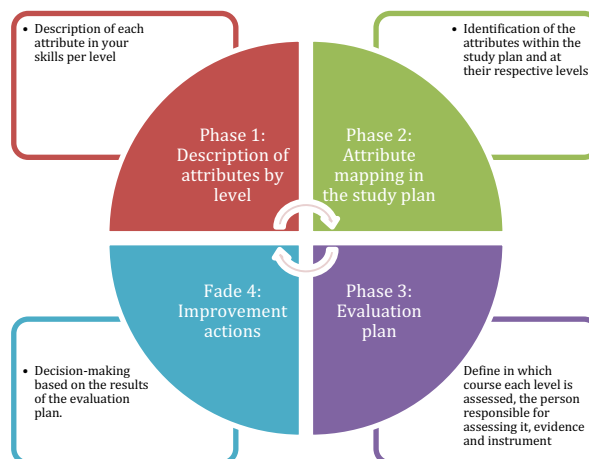 • Description of each
attribute in your
skills per level
• Identification of the
attributes within the
study plan and at
their respective levels
Phase 1:
Description of
attributes by
level
Phase 2:
Attribute
mapping in
the study plan
Fade 4:
Improvement
actions
Phase 3:
Evaluation
plan
• Decision-making
based on the results
of the evaluation
plan.
Define in which
course each level is
assessed, the person
responsible for
assessing it, evidence
and instrument